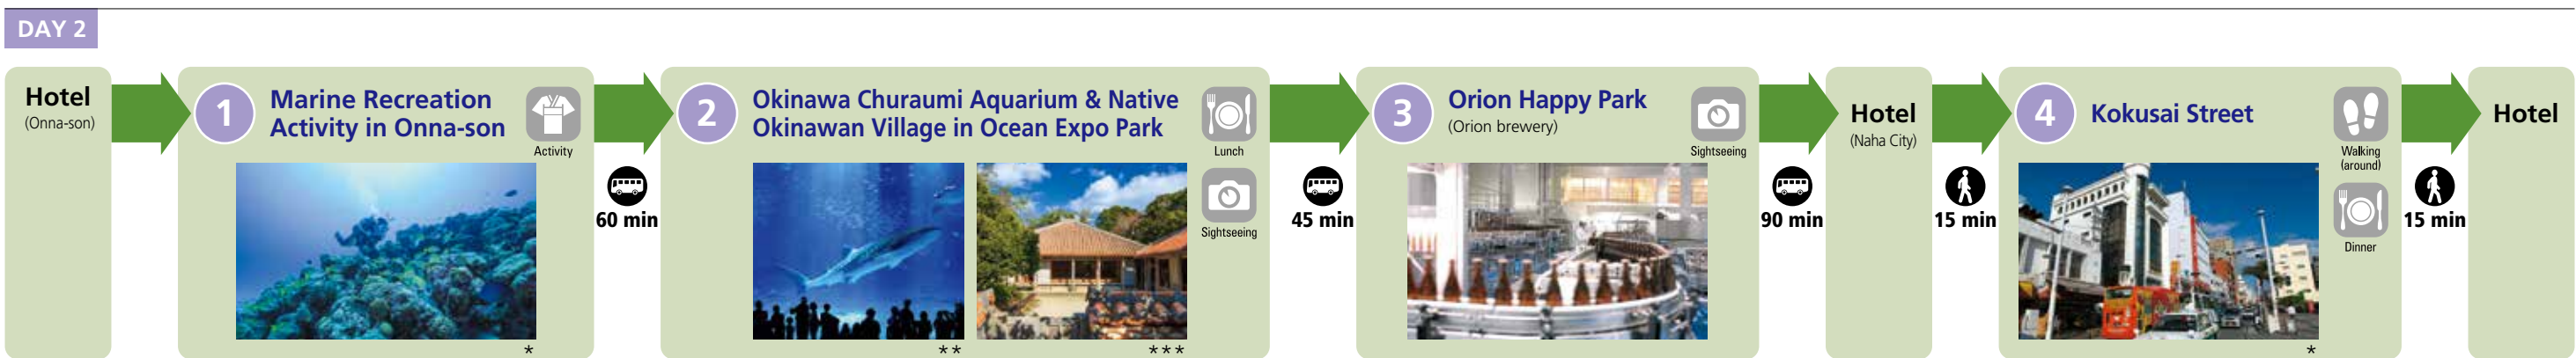 DAY 2
Hotel
(Onna-son)
1
Marine Recreation
Activity in Onna-son
Activity
*
60 min
2
Okinawa Churaumi Aquarium & Native
Okinawan Village in Ocean Expo Park
Lunch
Sightseeing
**
***
45 min
3
Orion Happy Park
(Orion brewery)
Sightseeing
90 min
Hotel
(Naha City)
15 min
4
Kokusai Street
Walking
(around)
Dinner
*
15 min
Hotel